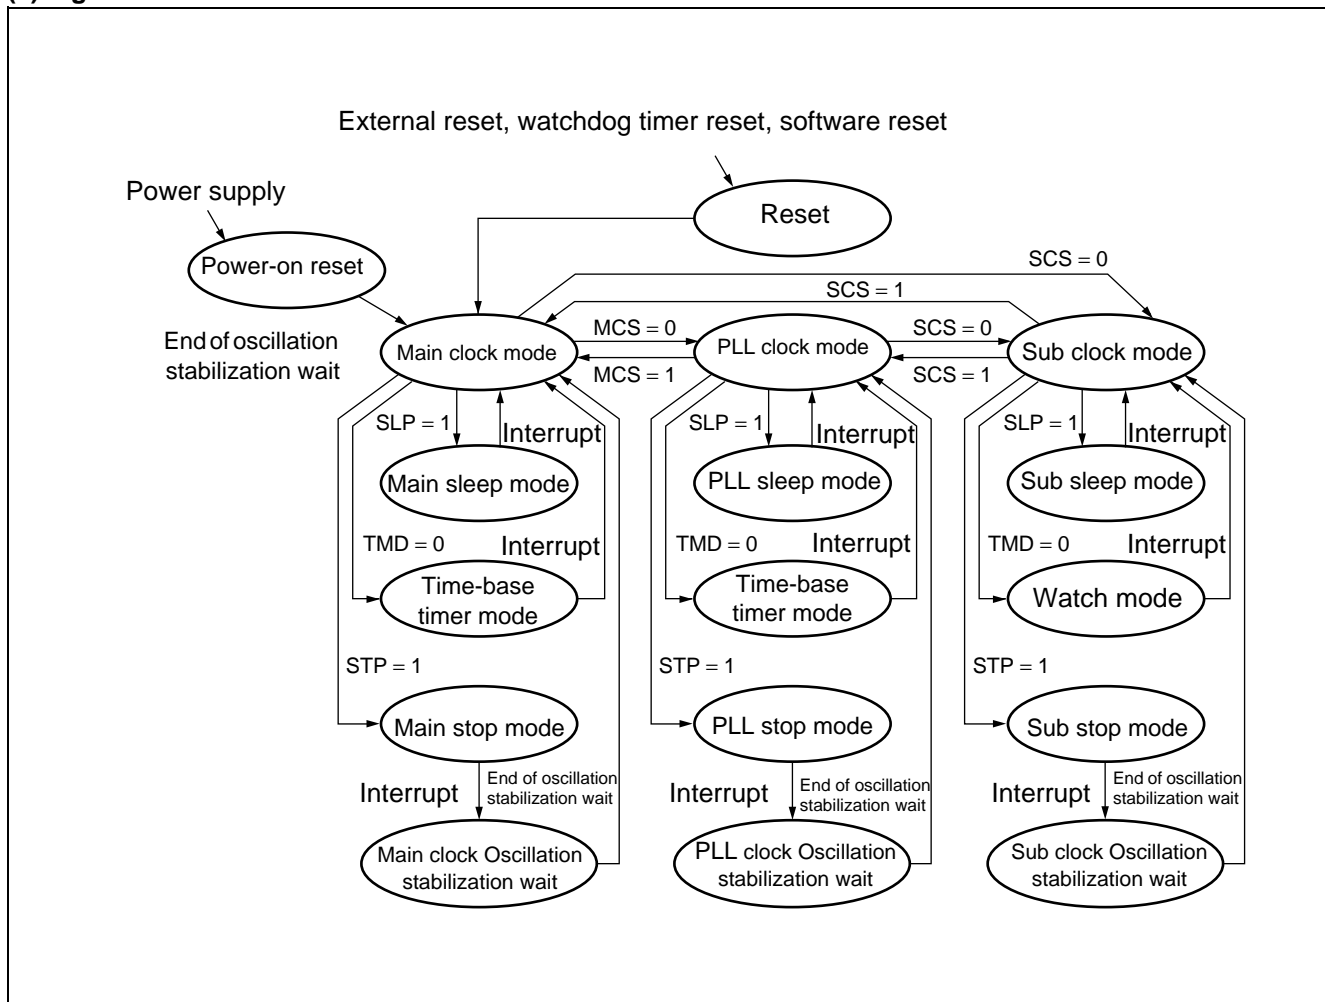 External reset, watchdog timer reset, software reset
Power supply
Reset
Power-on reset
SCS = 0
SCS = 1
End of oscillation
stabilization wait
Main clock mode
MCS = 0
MCS = 1
PLL clock mode
SCS = 0
SCS = 1
Sub clock mode
SLP = 1
Interrupt
SLP = 1
Interrupt
SLP = 1
Interrupt
Main sleep mode
PLL sleep mode
Sub sleep mode
TMD = 0
Interrupt
TMD = 0
Interrupt
TMD = 0
Interrupt
Time-base
timer mode
Time-base
timer mode
Watch mode
STP = 1
STP = 1
STP = 1
Main stop mode
PLL stop mode
Sub stop mode
Interrupt
End of oscillation
stabilization wait
Interrupt
End of oscillation
stabilization wait
Interrupt
End of oscillation
stabilization wait
Main clock Oscillation
stabilization wait
PLL clock Oscillation
stabilization wait
Sub clock Oscillation
stabilization wait